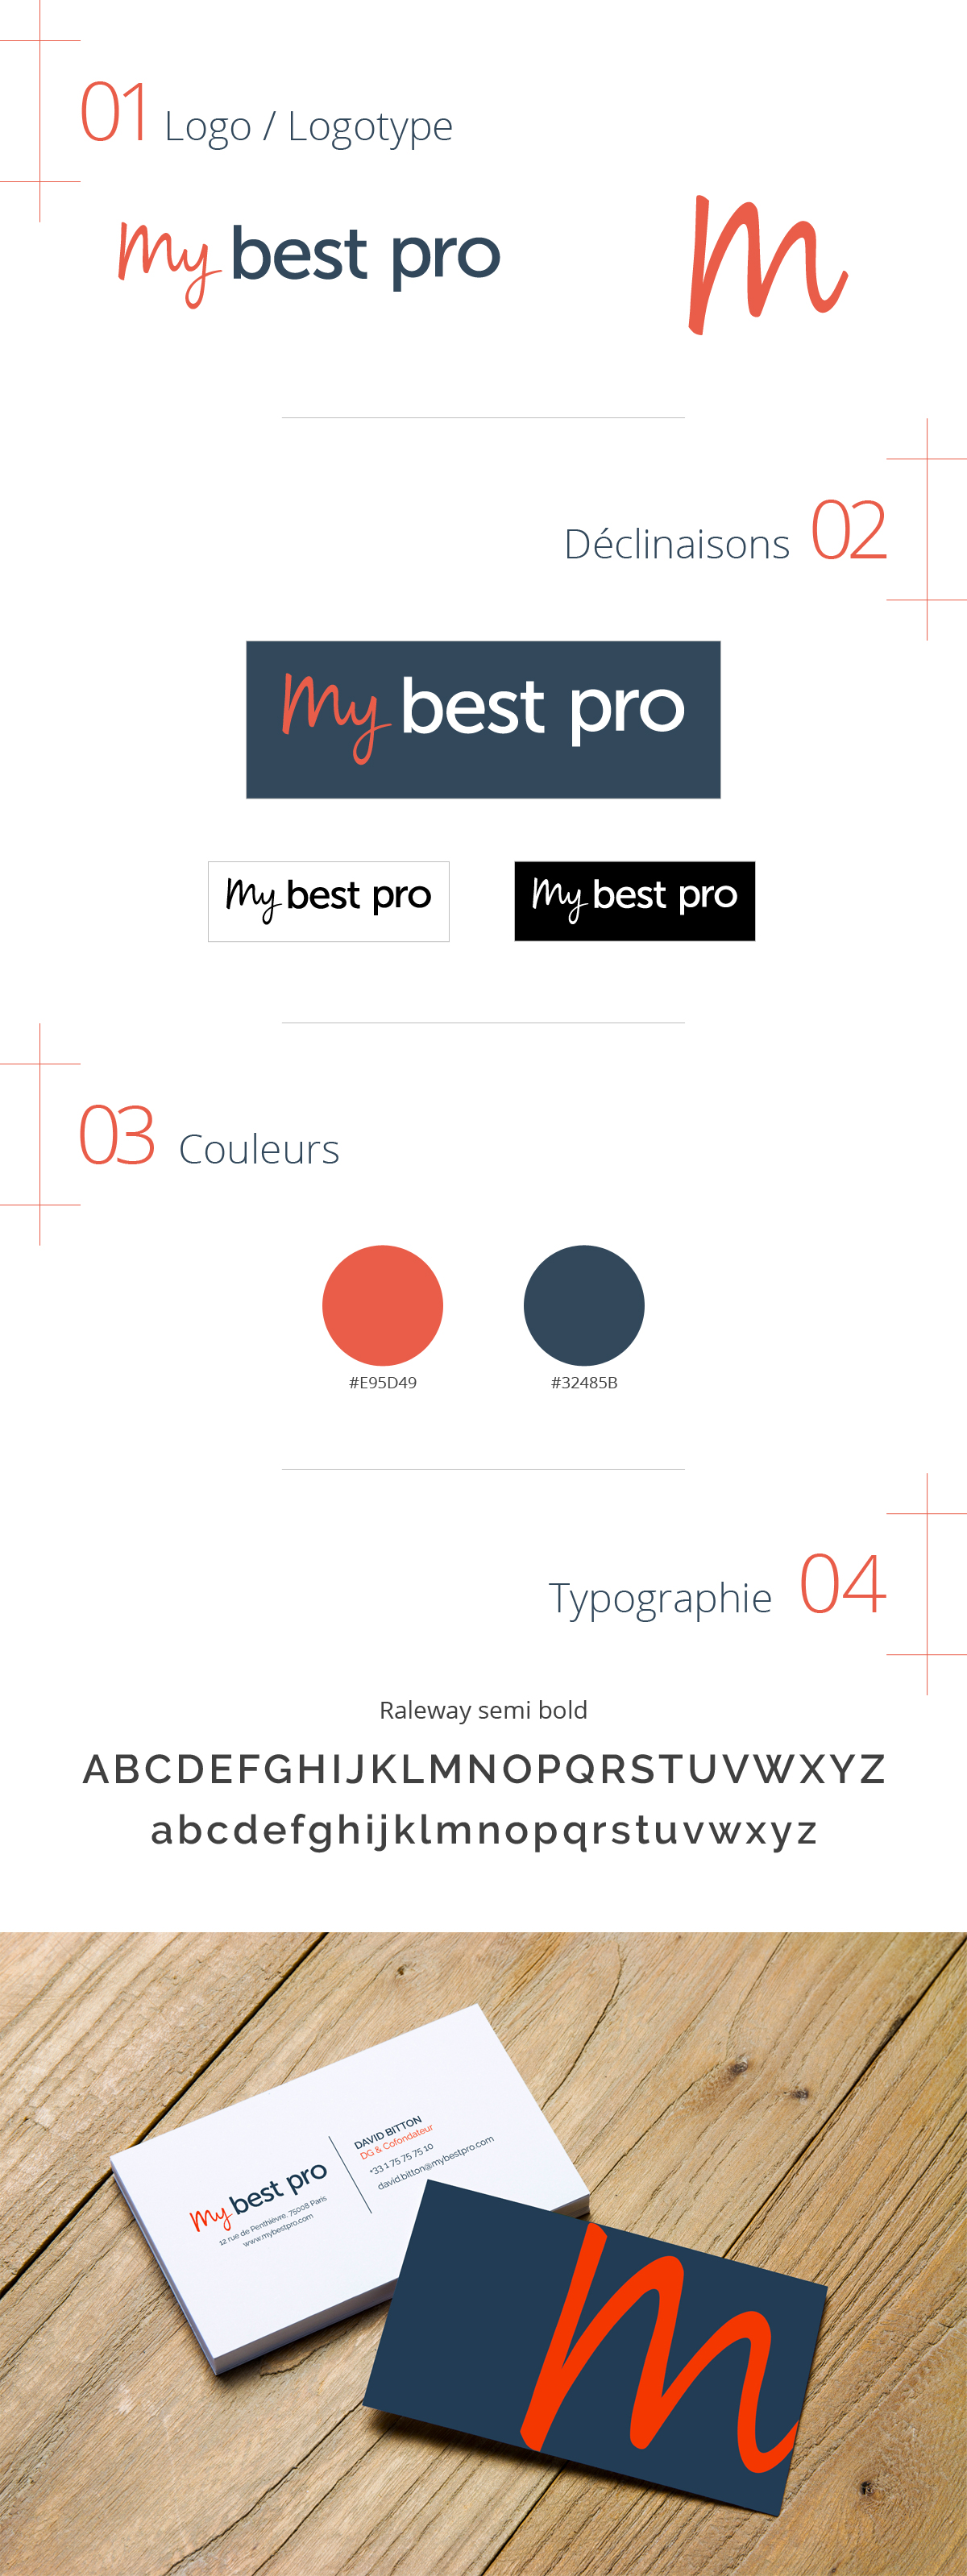 01 Logo / Logotype
My best pro
m
Déclinaisons 02
My best pro
My best pro
My best pro
03 Couleurs
#E95D49
#32485B
Typographie 04
Raleway semi bold
ABCDEFGHIJKLMNOPQRSTUVWXYZ
abcdefghijklmnopqrstuvwxyz
My best pro
12 rue de Penthièvre, 75008 Paris
www.mybestpro.com
DAVID BITTON
DG & Cofondateur
+33 1 75 75 75 10
david.bitton@mybestpro.com
m